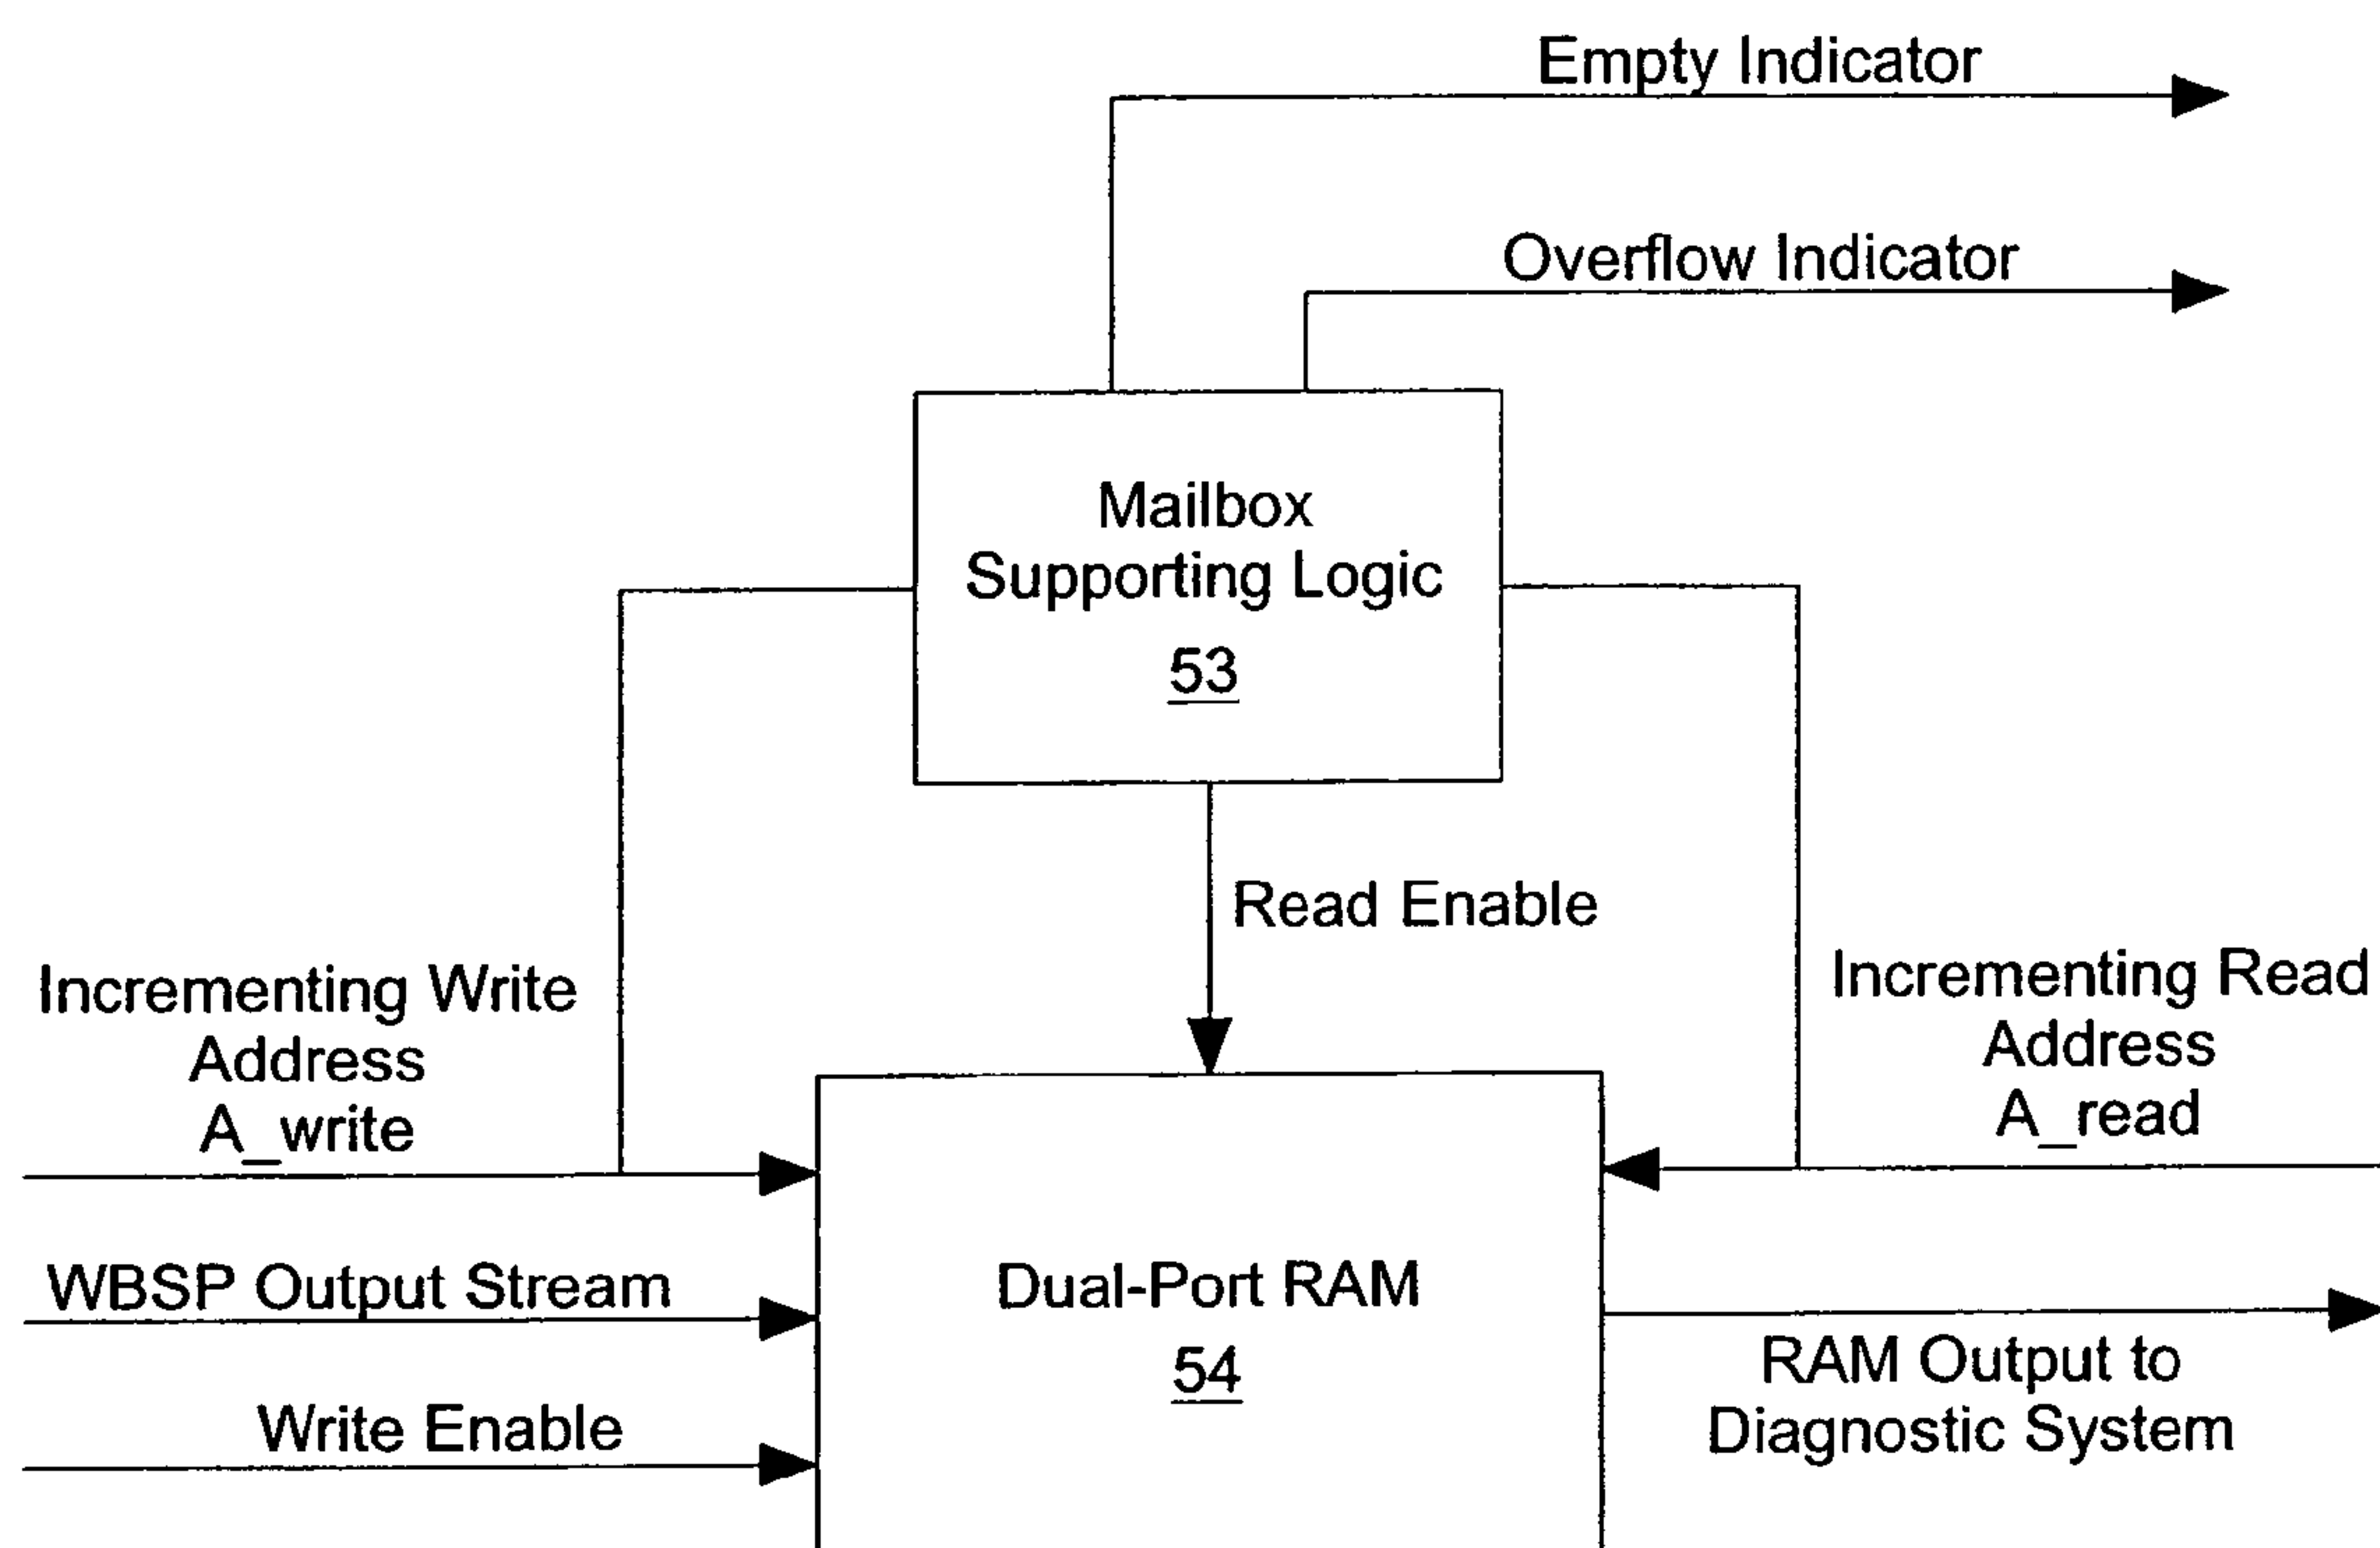 Empty Indicator
Overflow Indicator
Mailbox
Supporting Logic
53
Read Enable
Incrementing Write
Address
A_write
Incrementing Read
Address
A_read
WBSP Output Stream
Dual-Port RAM
54
Write Enable
RAM Output to
Diagnostic System